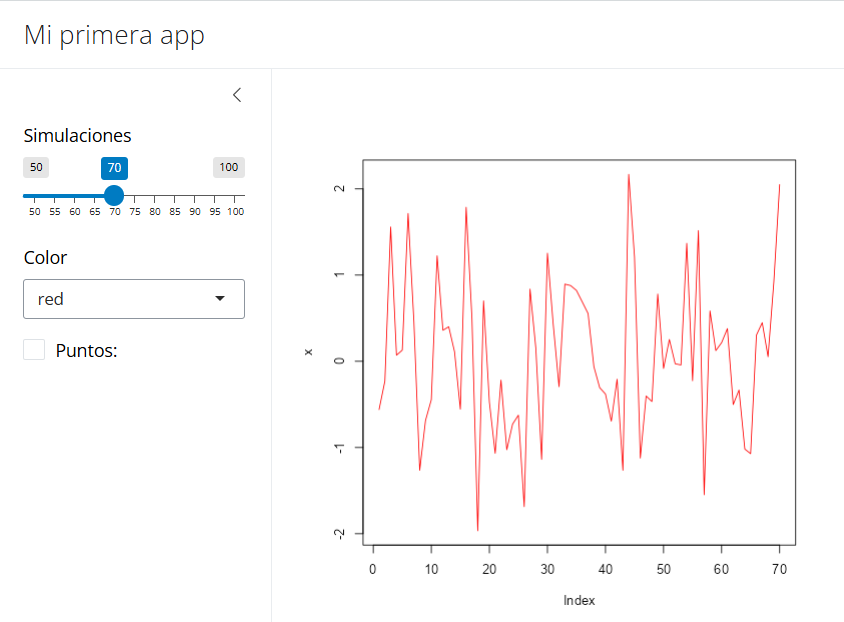 Mi primera app
Simulaciones
50 70 100
50 55 60 65 70 75 80 85 90 95 100
Color
red
Puntos:
2
1
0
-1
-2
x
0 10 20 30 40 50 60 70
Index